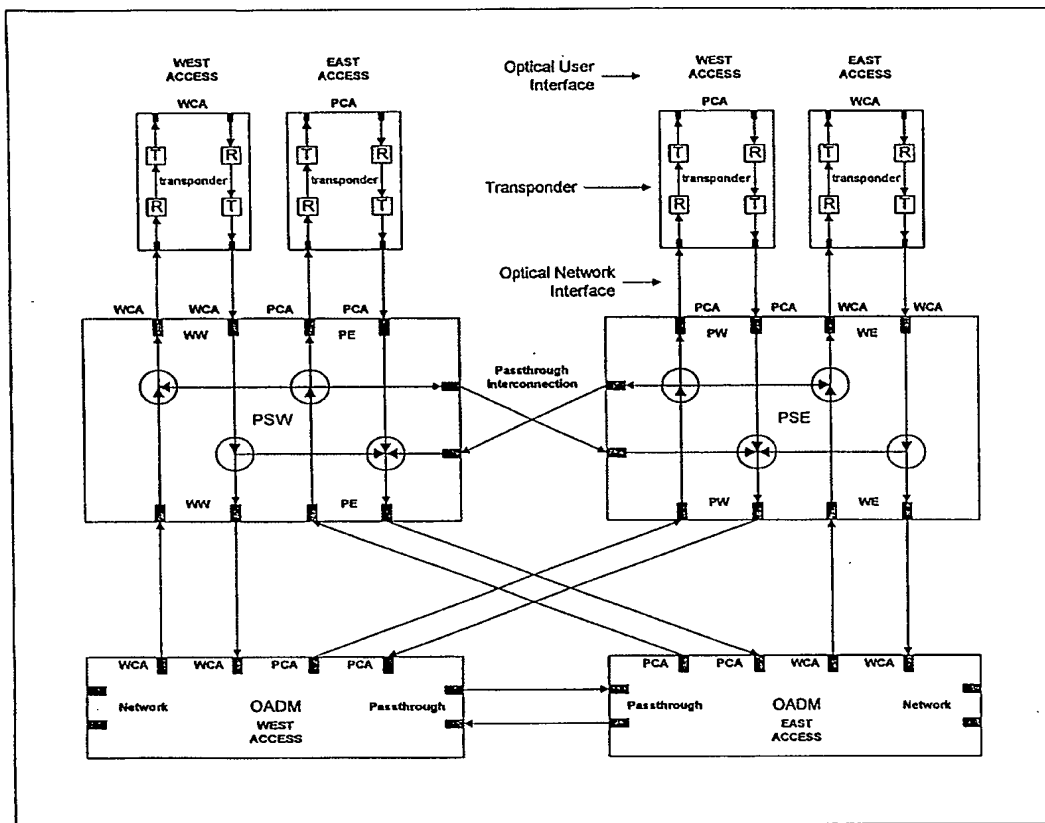 WEST ACCESS
EAST ACCESS
Optical User Interface
WEST ACCESS
EAST ACCESS
WCA
PCA
PCA
WCA
T R T R T R T R
transponder transponder Transponder transponder transponder
R T R T R T R T
Optical Network Interface
WCA WCA PCA PCA PCA PCA WCA WCA
WW PE PW WE
Passthrough Interconnection
PSW PSE
WW PE PW WE
WCA WCA PCA PCA PCA PCA WCA WCA
Network OADM Passthrough Passthrough OADM Network
WEST ACCESS
EAST ACCESS